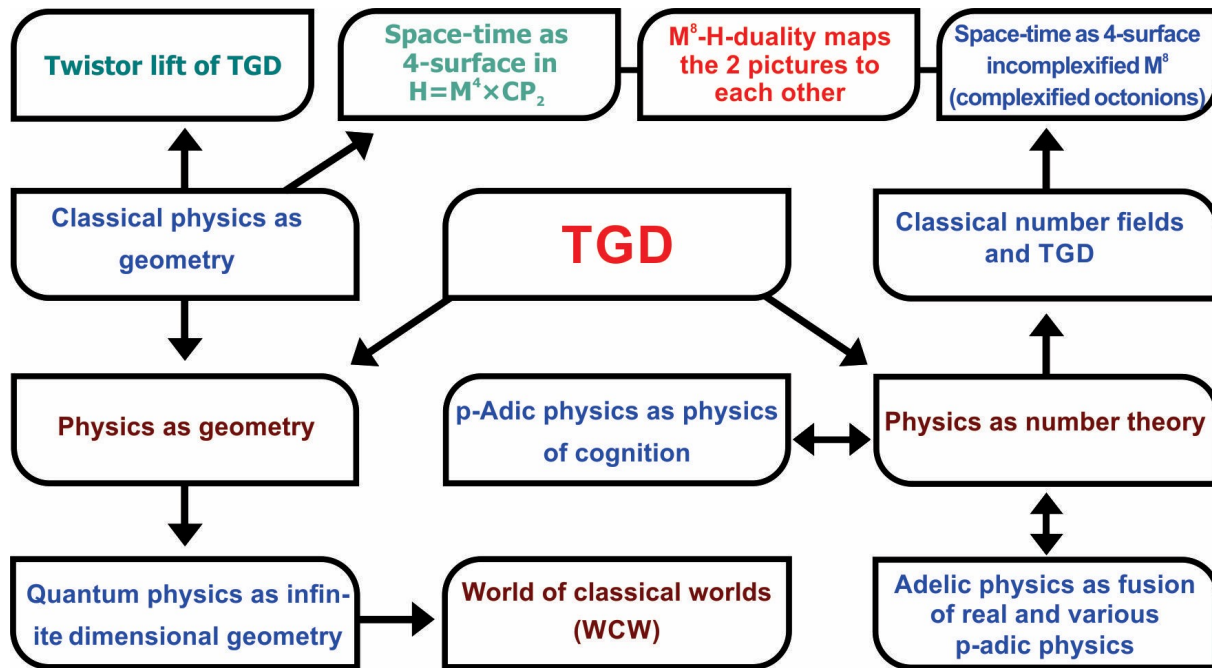 Twistor lift of TGD
Space-time as
4-surface in
H=M⁴×CP₂
M⁸-H-duality maps
the 2 pictures to
each other
Space-time as 4-surface
incomplexified M⁸
(complexified octonions)
Classical physics as
geometry
TGD
Classical number fields
and TGD
Physics as geometry
p-Adic physics as physics
of cognition
Physics as number theory
Quantum physics as infin-
ite dimensional geometry
World of classical worlds
(WCW)
Adelic physics as fusion
of real and various
p-adic physics